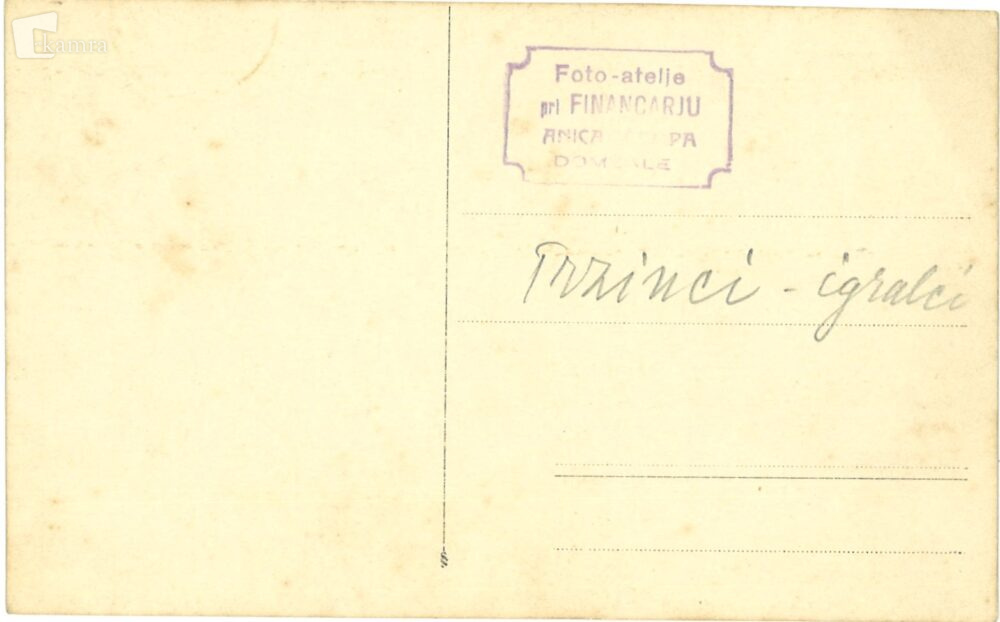 kamra
Foto-atelje
pri FINANCARJU
ANICA
Trzinci - igralci